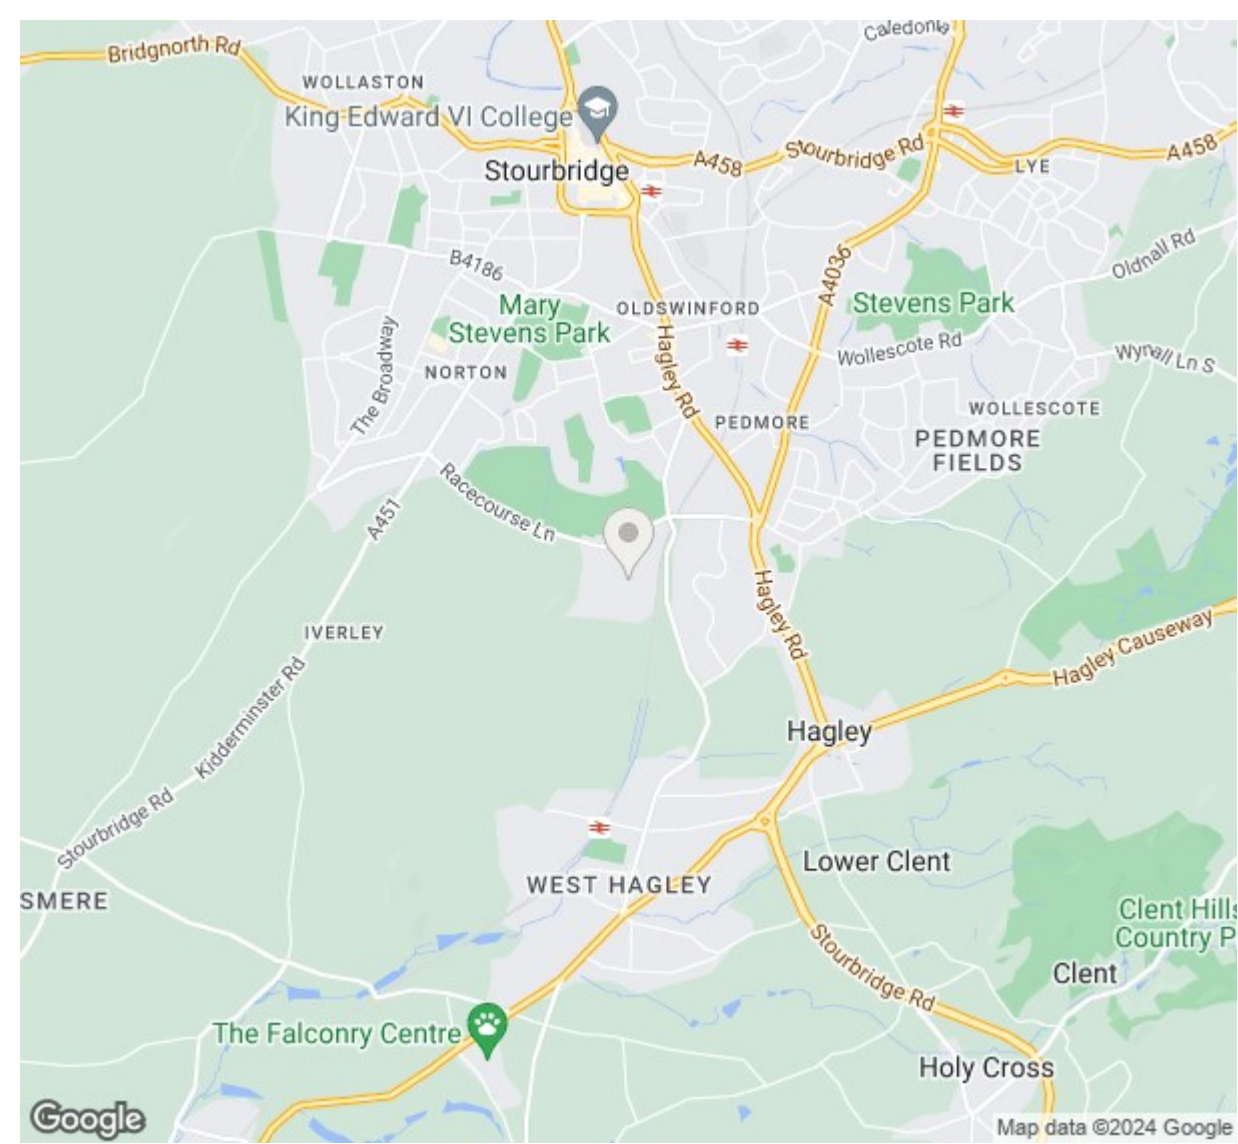 Caledonia
Bridgnorth Rd
WOLLASTON
King Edward VI College
Stourbridge
A458
Stourbridge Rd
LYE
A458
Oldnall Rd
B4186
A4036
Mary
Stevens Park
OLDSWINFORD
Stevens Park
Wollescote Rd
Wynall Ln S
The Broadway
NORTON
Hagley Rd
PEDMORE
WOLLESCOTE
PEDMORE
FIELDS
Racecourse Ln
A451
IVERLEY
Hagley Rd
Hagley Causeway
Kidderminster Rd
Hagley
Stourbridge Rd
Lower Clent
SMERE
WEST HAGLEY
Clent Hills
Country P
Stourbridge Rd
Clent
The Falconry Centre
Holy Cross
Google
Map data ©2024 Google